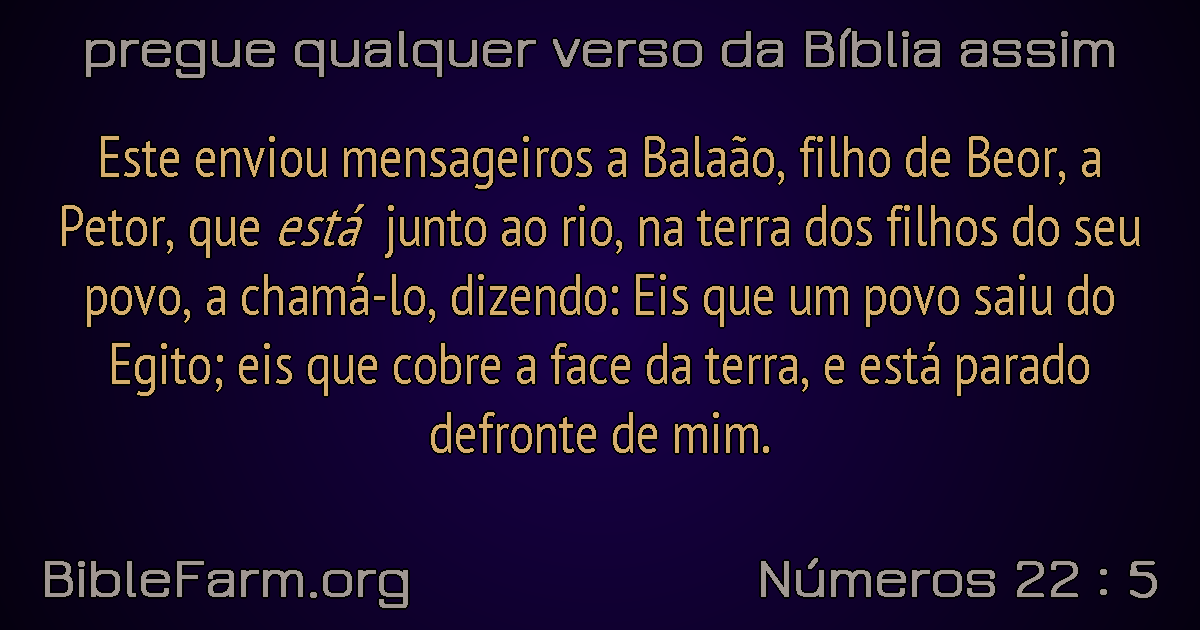 pregue qualquer verso da Bíblia assim
Este enviou mensageiros a Balaão, filho de Beor, a
Petor, que está junto ao rio, na terra dos filhos do seu
povo, a chamá-lo, dizendo: Eis que um povo saiu do
Egito; eis que cobre a face da terra, e está parado
defronte de mim.
BibleFarm.org
Números 22 : 5